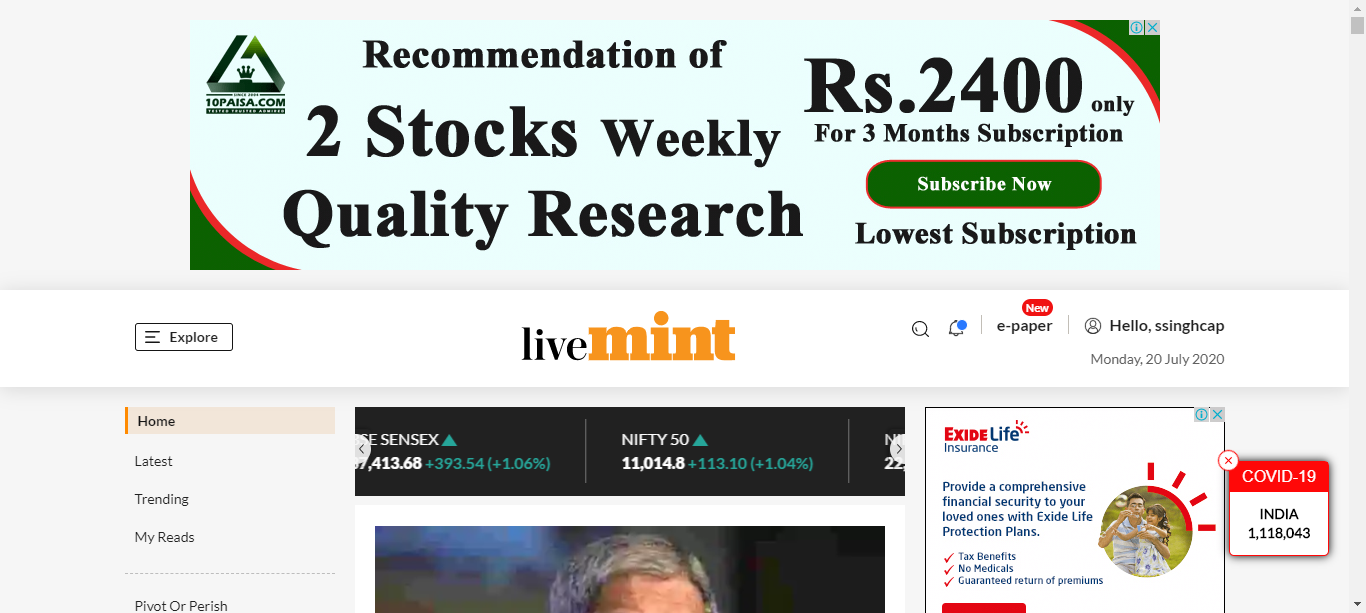 10PAISA.COM
Recommendation of
2 Stocks Weekly
Quality Research
Rs.2400 only
For 3 Months Subscription
Subscribe Now
Lowest Subscription
Explore
livemint
New
e-paper
Hello, ssinghcap
Monday, 20 July 2020
Home
Latest
Trending
My Reads
Pivot Or Perish
SENSEX
7,413.68 +393.54 (+1.06%)
NIFTY 50
11,014.8 +113.10 (+1.04%)
EXIDE Life
Insurance
Provide a comprehensive
financial security to your
loved ones with Exide Life
Protection Plans.
Tax Benefits
No Medicals
Guaranteed return of premiums
COVID-19
INDIA
1,118,043